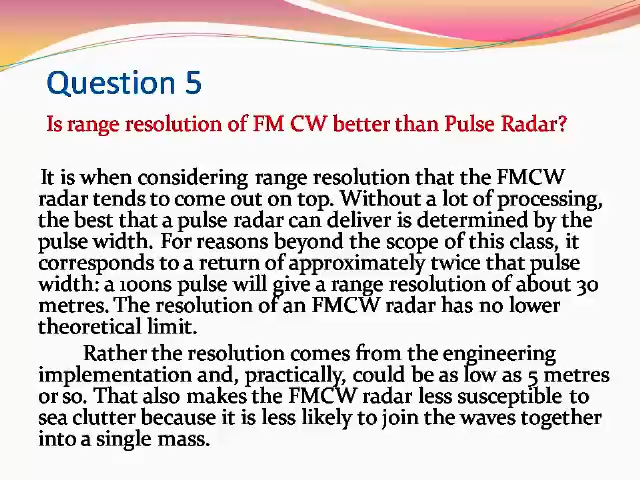 Question 5
Is range resolution of FM CW better than Pulse Radar?
It is when considering range resolution that the FMCW
radar tends to come out on top. Without a lot of processing,
the best that a pulse radar can deliver is determined by the
pulse width. For reasons beyond the scope of this class, it
corresponds to a return of approximately twice that pulse
width: a 100ns pulse will give a range resolution of about 30
metres. The resolution of an FMCW radar has no lower
theoretical limit.
Rather the resolution comes from the engineering
implementation and, practically, could be as low as 5 metres
or so. That also makes the FMCW radar less susceptible to
sea clutter because it is less likely to join the waves together
into a single mass.